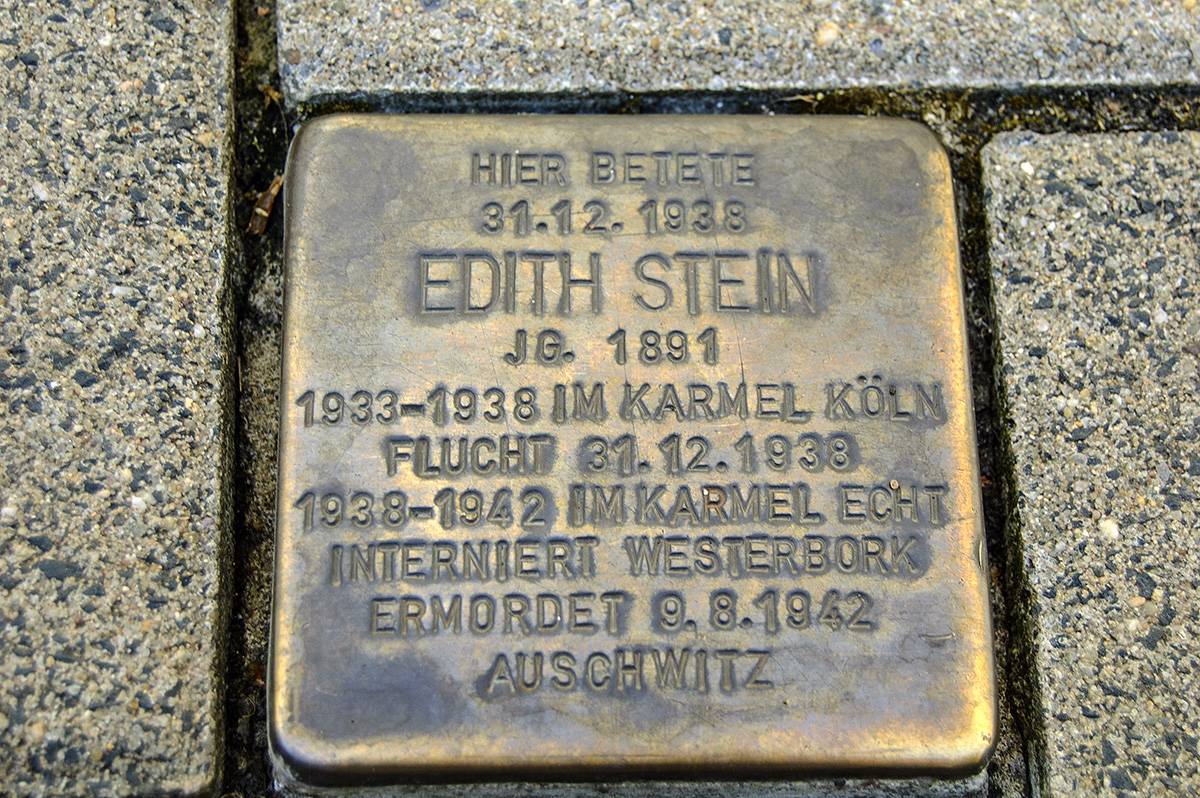 HIER BETETE
31.12.1938
EDITH STEIN
JG. 1891
1933-1938 IM KARMEL KÖLN
FLUCHT 31.12.1938
1938-1942 IM KARMEL ECHT
INTERNIERT WESTERBORK
ERMORDET 9.8.1942
AUSCHWITZ